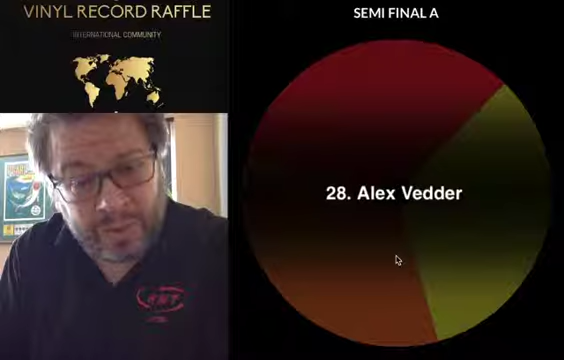 VINYL RECORD RAFFLE
INTERNATIONAL COMMUNITY
SEMI FINAL A
28. Alex Vedder